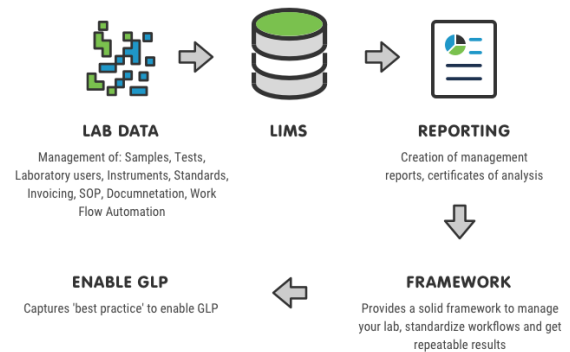 LAB DATA
Management of: Samples, Tests,
Laboratory users, Instruments, Standards,
Invoicing, SOP, Documnetation, Work
Flow Automation
LIMS
REPORTING
Creation of management
reports, certificates of analysis
FRAMEWORK
Provides a solid framework to manage
your lab, standardize workflows and get
repeatable results
ENABLE GLP
Captures 'best practice' to enable GLP